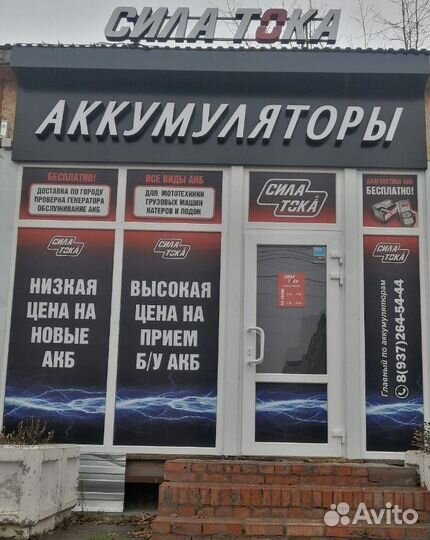 СИЛА ТОКА
АККУМУЛЯТОРЫ
БЕСПЛАТНО!
ДОСТАВКА ПО ГОРОДУ
ПРОВЕРКА ГЕНЕРАТОРА
ОБСЛУЖИВАНИЕ АКБ
ВСЕ ВИДЫ АКБ
ДЛЯ МОТОТЕХНИКИ
ГРУЗОВЫХ МАШИН
КАТЕРОВ И ЛОДОК
СИЛА
ТОКА
ДИАГНОСТИКА АКБ
БЕСПЛАТНО!
СИЛА
ТОКА
НИЗКАЯ
ЦЕНА НА
НОВЫЕ
АКБ
СИЛА
ТОКА
ВЫСОКАЯ
ЦЕНА НА
ПРИЕМ
Б/У АКБ
СИЛА
ТОКА
СИЛА
ТОКА
Главный по аккумуляторам
8(937)264-54-44
Avito